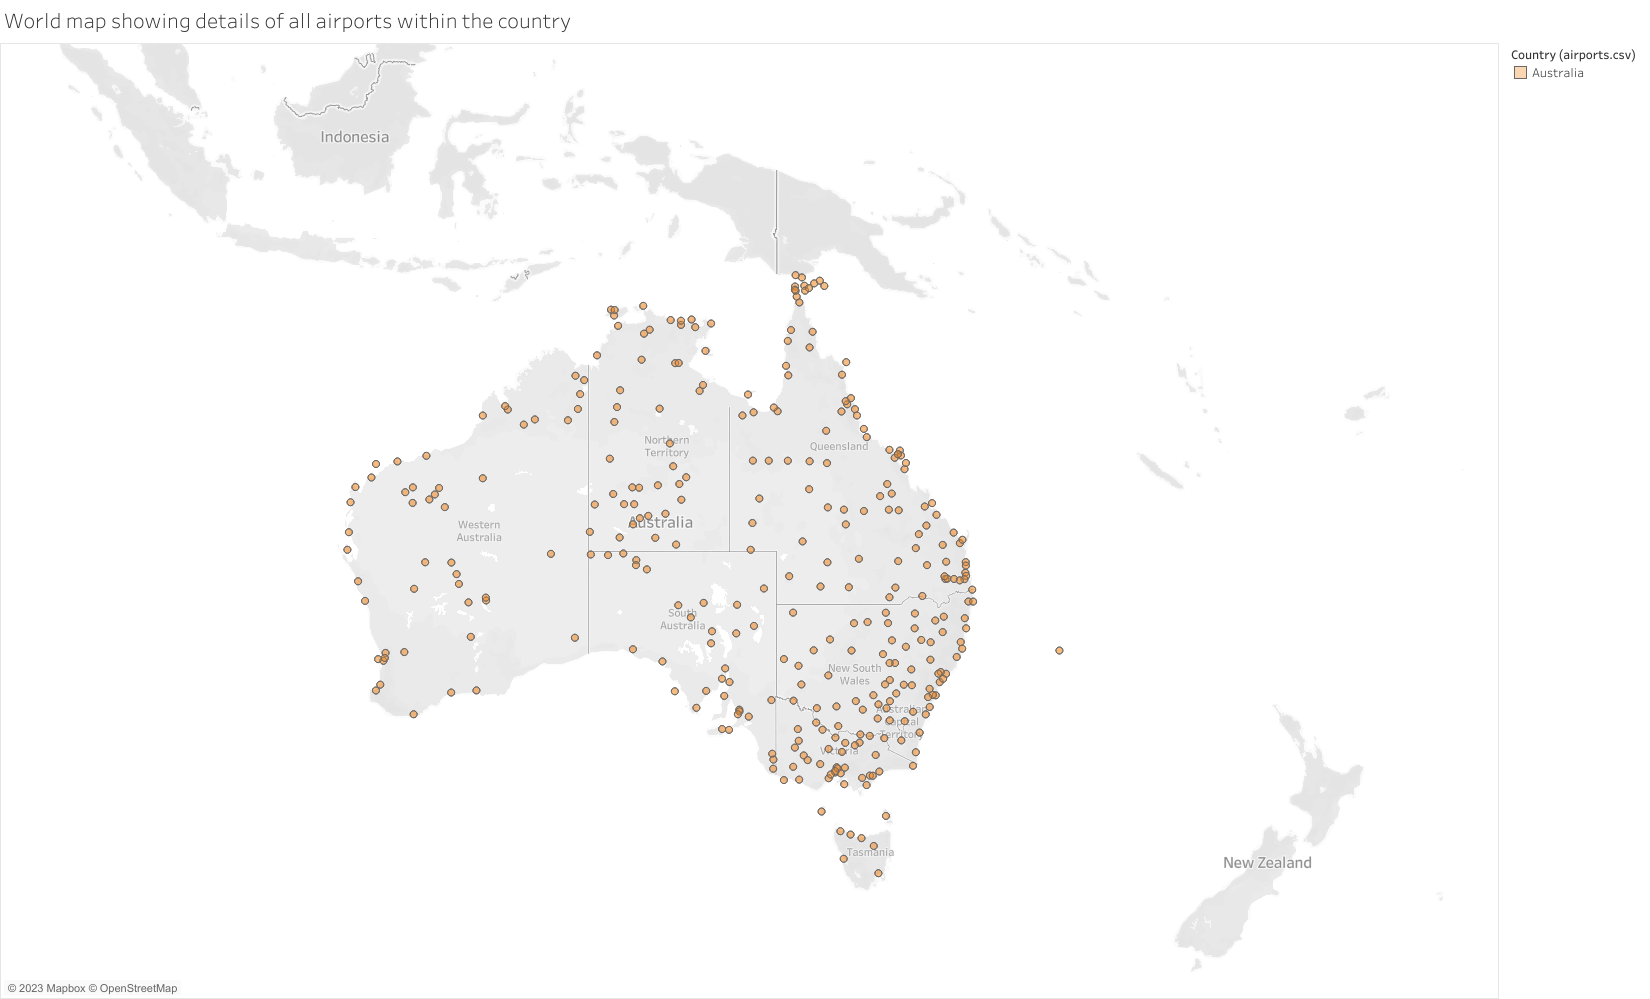 World map showing details of all airports within the country
Country (airports.csv)
Australia
Indonesia
Northern
Territory
Queensland
Australia
Western
Australia
South
Australia
New South
Wales
Australian
Capital
Territory
Victoria
Tasmania
New Zealand
© 2023 Mapbox © OpenStreetMap